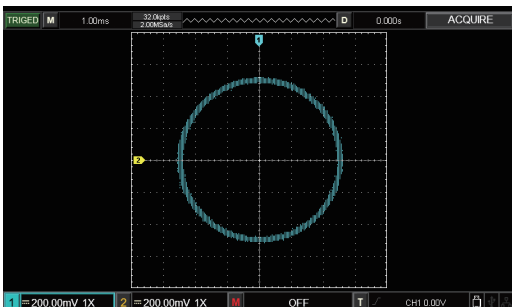 TRIGED M 1.00ms 32.0kpts D 0.000s ACQUIRE
2.00MSa/s
1
2
1 200.00mV 1X 2 200.00mV 1X M OFF T CH1 0.00V